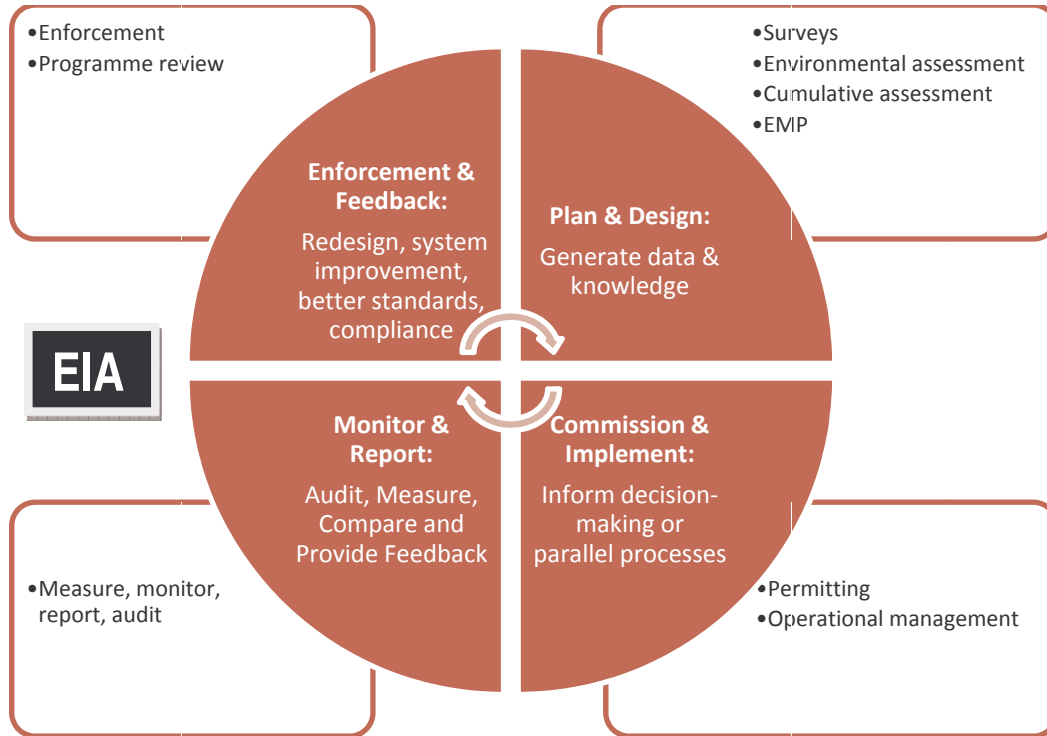 •Enforcement
•Programme review
•Surveys
•Environmental assessment
•Cumulative assessment
•EMP
Enforcement &
Feedback:
Redesign, system
improvement,
better standards,
compliance
Plan & Design:
Generate data &
knowledge
EIA
Monitor &
Report:
Audit, Measure,
Compare and
Provide Feedback
Commission &
Implement:
Inform decision-
making or
parallel processes
•Measure, monitor,
report, audit
•Permitting
•Operational management